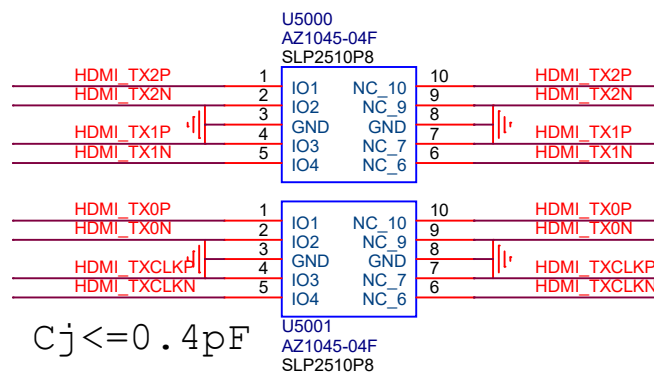 U5000
AZ1045-04F
SLP2510P8
HDMI_TX2P 1 IO1 NC_10 10 HDMI_TX2P
HDMI_TX2N 2 IO2 NC_9 9 HDMI_TX2N
3 GND GND 8
HDMI_TX1P 4 IO3 NC_7 7 HDMI_TX1P
HDMI_TX1N 5 IO4 NC_6 6 HDMI_TX1N
HDMI_TX0P 1 IO1 NC_10 10 HDMI_TX0P
HDMI_TX0N 2 IO2 NC_9 9 HDMI_TX0N
3 GND GND 8
HDMI_TXCLKP 4 IO3 NC_7 7 HDMI_TXCLKP
HDMI_TXCLKN 5 IO4 NC_6 6 HDMI_TXCLKN
Cj<=0.4pF
U5001
AZ1045-04F
SLP2510P8